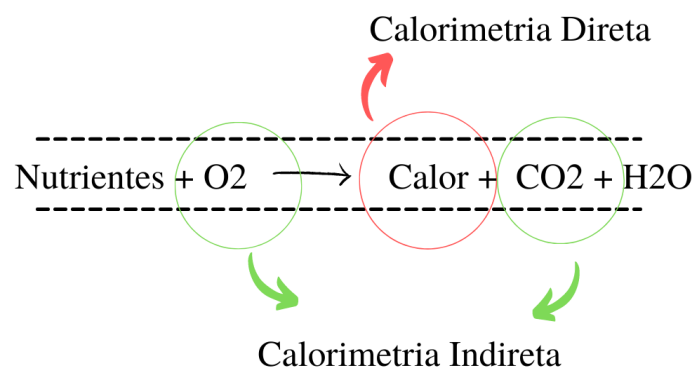 Calorimetria Direta
Nutrientes + O2 → Calor + CO2 + H2O
Calorimetria Indireta